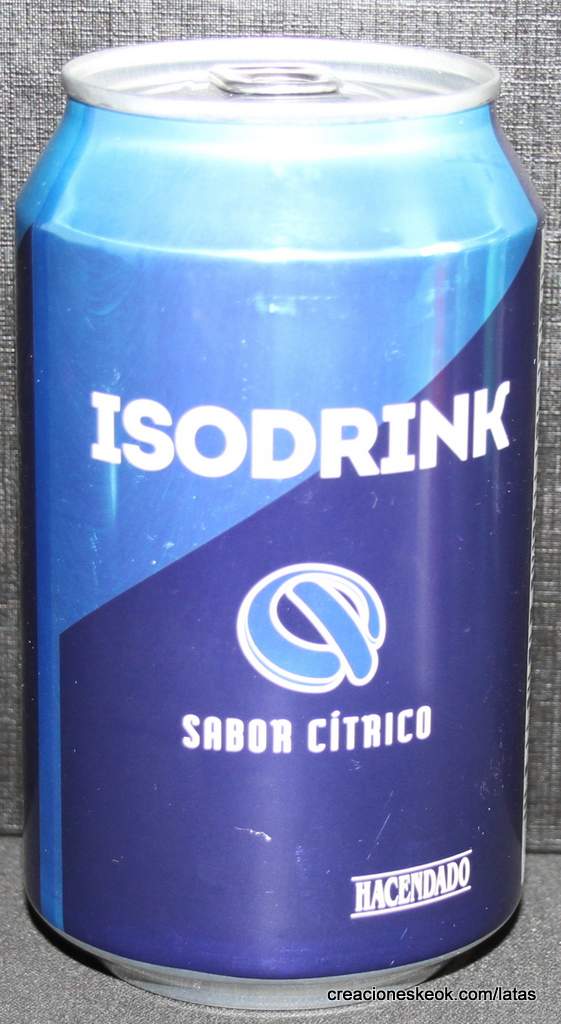 ISODRINK
SABOR CÍTRICO
HACENDADO
creacioneskeok.com/latas